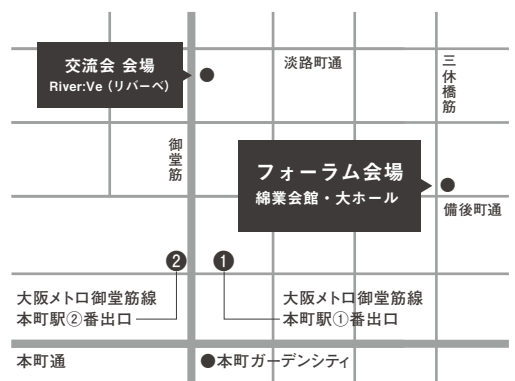 交流会 会場
River:Ve（リバーベ）
淡路町通
三休橋筋
御堂筋
フォーラム会場
綿業会館・大ホール
備後町通
❷
❶
大阪メトロ御堂筋線
本町駅②番出口
大阪メトロ御堂筋線
本町駅①番出口
本町通
●本町ガーデンシティ